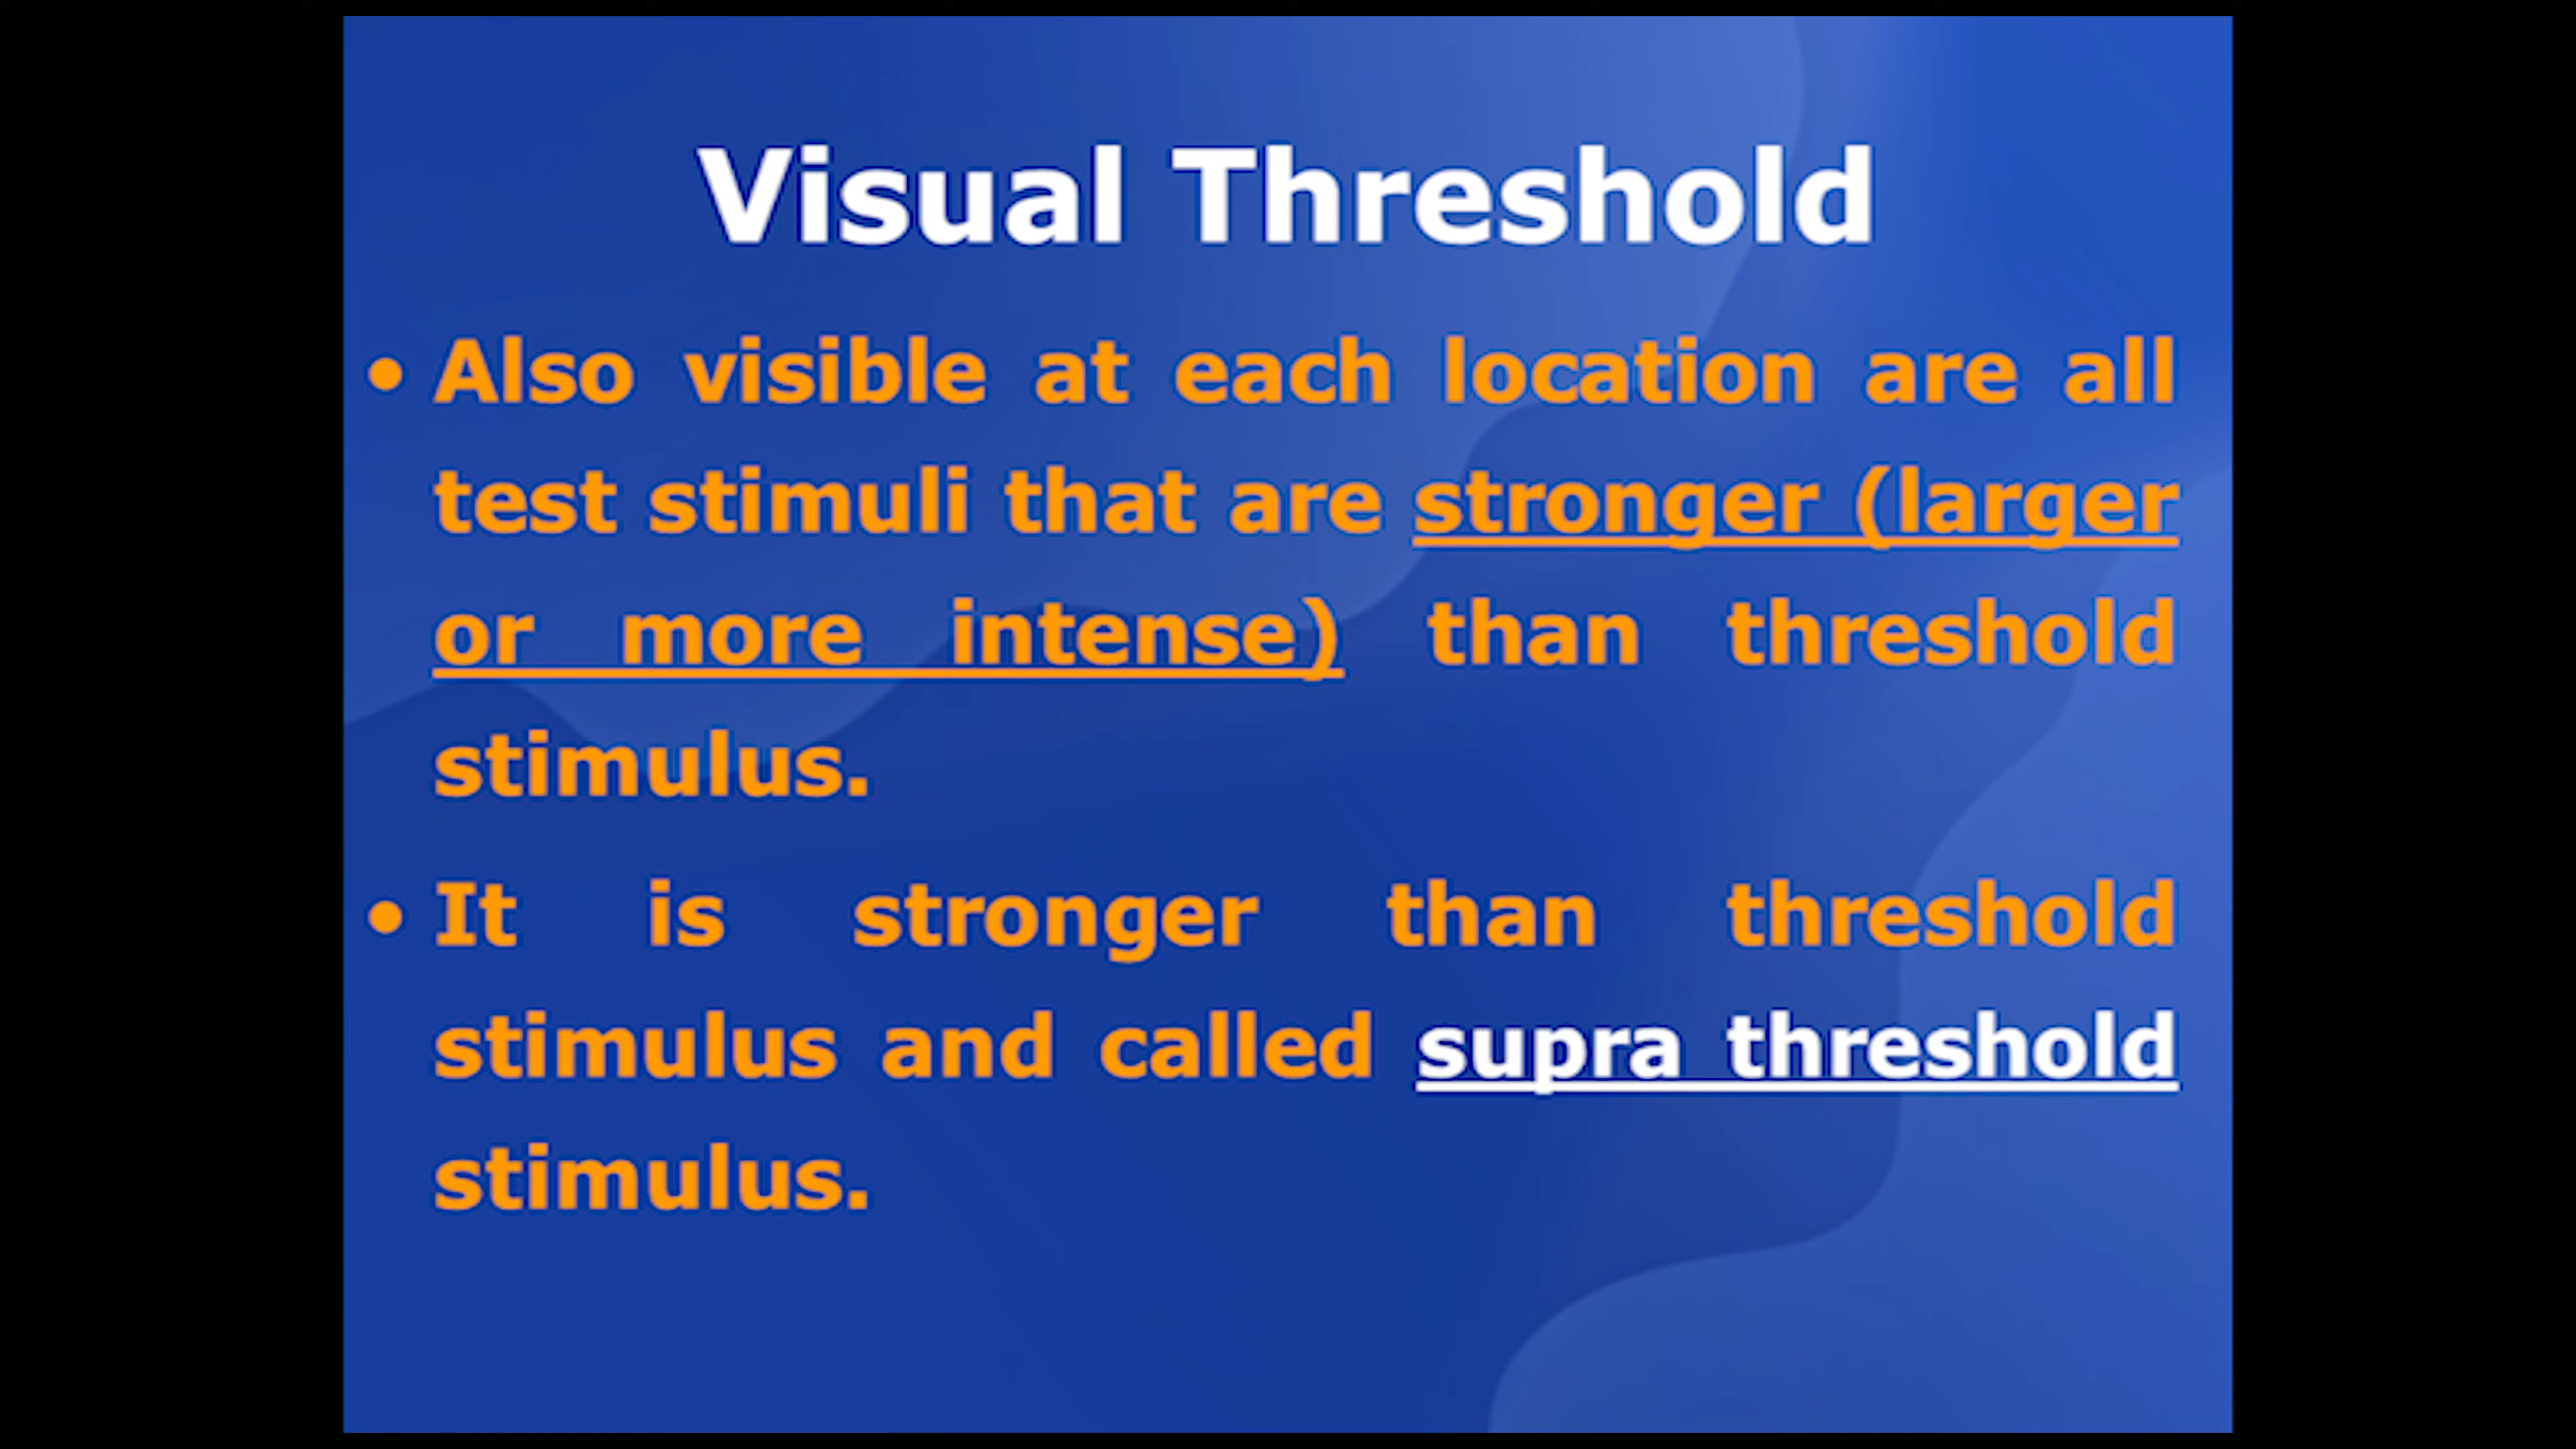 Visual Threshold
• Also visible at each location are all
test stimuli that are stronger (larger
or more intense) than threshold
stimulus.
• It is stronger than threshold
stimulus and called supra threshold
stimulus.